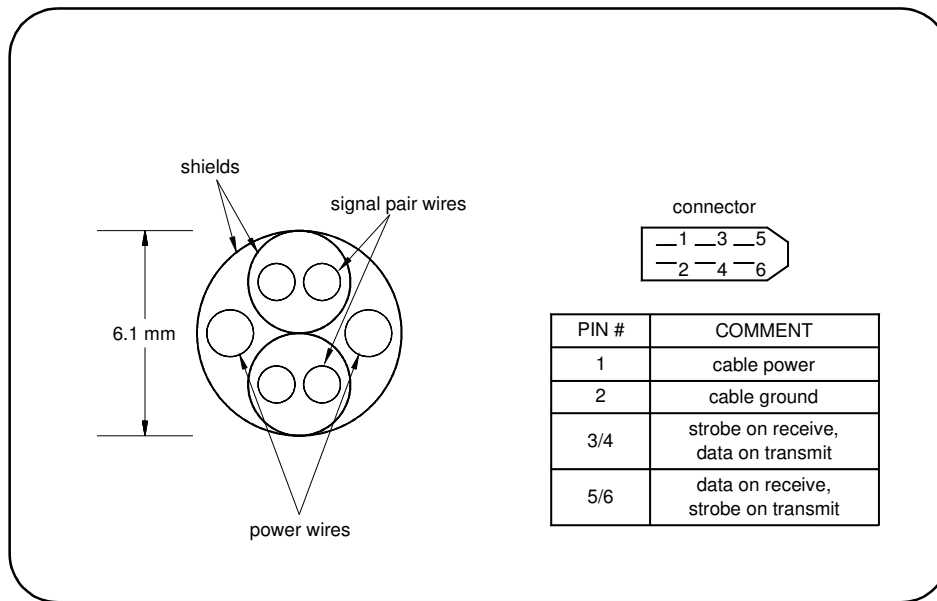 shields
signal pair wires
6.1 mm
power wires
connector
1 3 5
2 4 6
PIN # COMMENT
1 cable power
2 cable ground
3/4 strobe on receive,
data on transmit
5/6 data on receive,
strobe on transmit